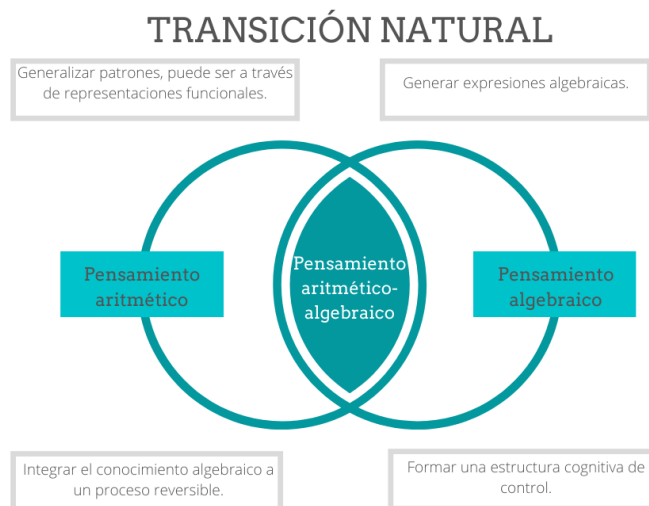 TRANSICIÓN NATURAL
Generalizar patrones, puede ser a través
de representaciones funcionales.
Generar expresiones algebraicas.
Pensamiento
aritmético
Pensamiento
aritmético-
algebraico
Pensamiento
algebraico
Integrar el conocimiento algebraico a
un proceso reversible.
Formar una estructura cognitiva de
control.